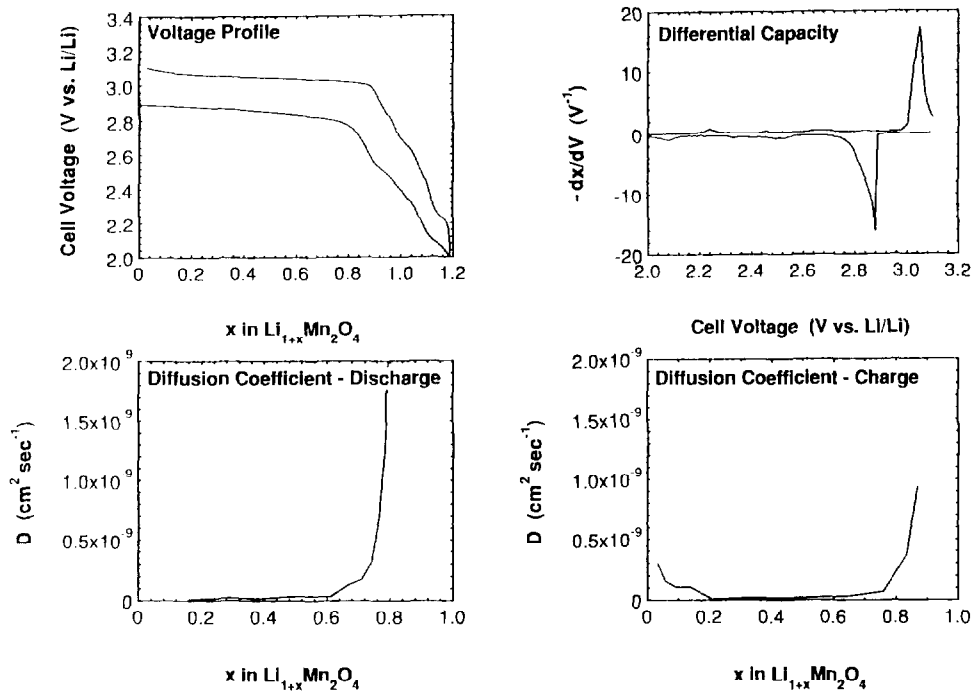 Voltage Profile
3.4
3.2
3.0
2.8
2.6
2.4
2.2
2.0
Cell Voltage (V vs. Li/Li)
0 0.2 0.4 0.6 0.8 1.0 1.2
x in Li1+xMn2O4
Differential Capacity
20
10
0
-10
-20
-dx/dV (V-1)
2.0 2.2 2.4 2.6 2.8 3.0 3.2
Cell Voltage (V vs. Li/Li)
Diffusion Coefficient - Discharge
2.0x10-9
1.5x10-9
1.0x10-9
0.5x10-9
0
D (cm2 sec-1)
0 0.2 0.4 0.6 0.8 1.0
x in Li1+xMn2O4
Diffusion Coefficient - Charge
2.0x10-9
1.5x10-9
1.0x10-9
0.5x10-9
0
D (cm2 sec-1)
0 0.2 0.4 0.6 0.8 1.0
x in Li1+xMn2O4